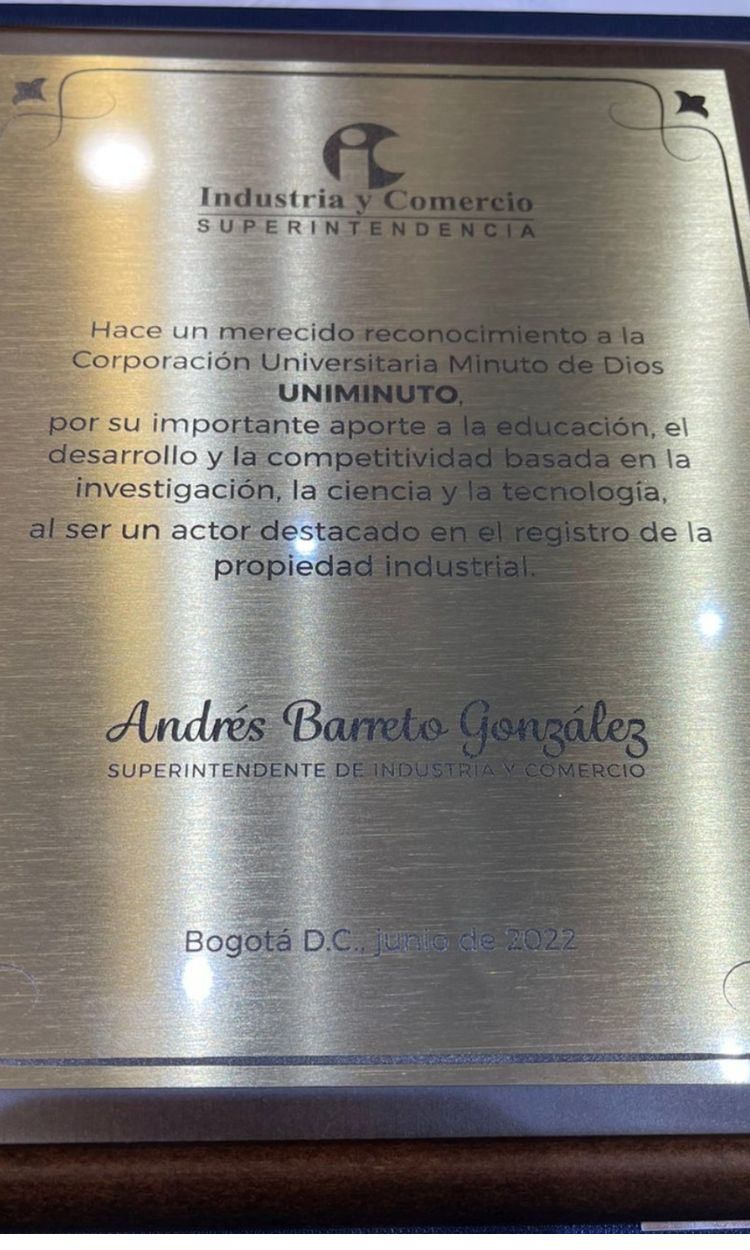 Industria y Comercio
SUPERINTENDENCIA
Hace un merecido reconocimiento a la
Corporación Universitaria Minuto de Dios
UNIMINUTO,
por su importante aporte a la educación, el
desarrollo y la competitividad basada en la
investigación, la ciencia y la tecnología,
al ser un actor destacado en el registro de la
propiedad industrial.
Andrés Barreto González
SUPERINTENDENTE DE INDUSTRIA Y COMERCIO
Bogotá D.C., junio de 2022